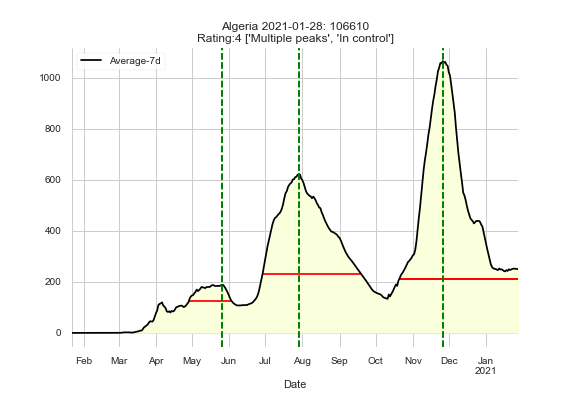 Algeria 2021-01-28: 106610
Rating:4 ['Multiple peaks', 'In control']
Average-7d
1000
800
600
400
200
0
Feb Mar Apr May Jun Jul Aug Sep Oct Nov Dec Jan
2021
Date